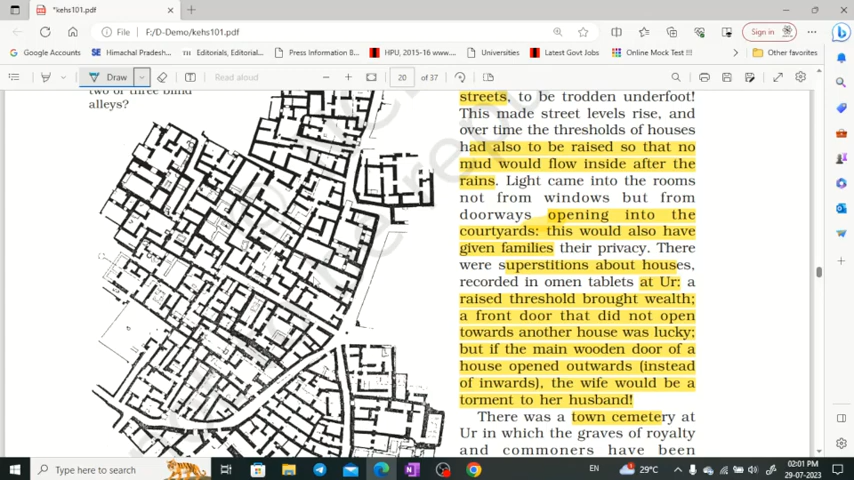 *kehs101.pdf
File
F:/D-Demo/kehs101.pdf
Sign in
Google Accounts
Himachal Pradesh...
Editorials, Editorial...
Press Information B...
HPU, 2015-16 www....
Universities
Latest Govt Jobs
Online Mock Test !!!
Other favorites
Draw
Read aloud
20
of 37
two or three blind
alleys?
streets, to be trodden underfoot!
This made street levels rise, and
over time the thresholds of houses
had also to be raised so that no
mud would flow inside after the
rains. Light came into the rooms
not from windows but from
doorways opening into the
courtyards: this would also have
given families their privacy. There
were superstitions about houses,
recorded in omen tablets at Ur: a
raised threshold brought wealth;
a front door that did not open
towards another house was lucky;
but if the main wooden door of a
house opened outwards (instead
of inwards), the wife would be a
torment to her husband!
There was a town cemetery at
Ur in which the graves of royalty
and commoners have been
Type here to search
29°C
EN
02:01 PM
29-07-2023